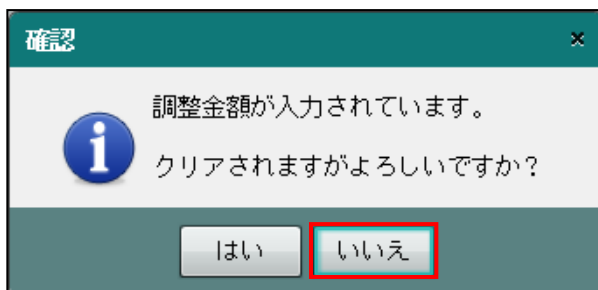 確認
調整金額が入力されています。
クリアされますがよろしいですか？
はい いいえ